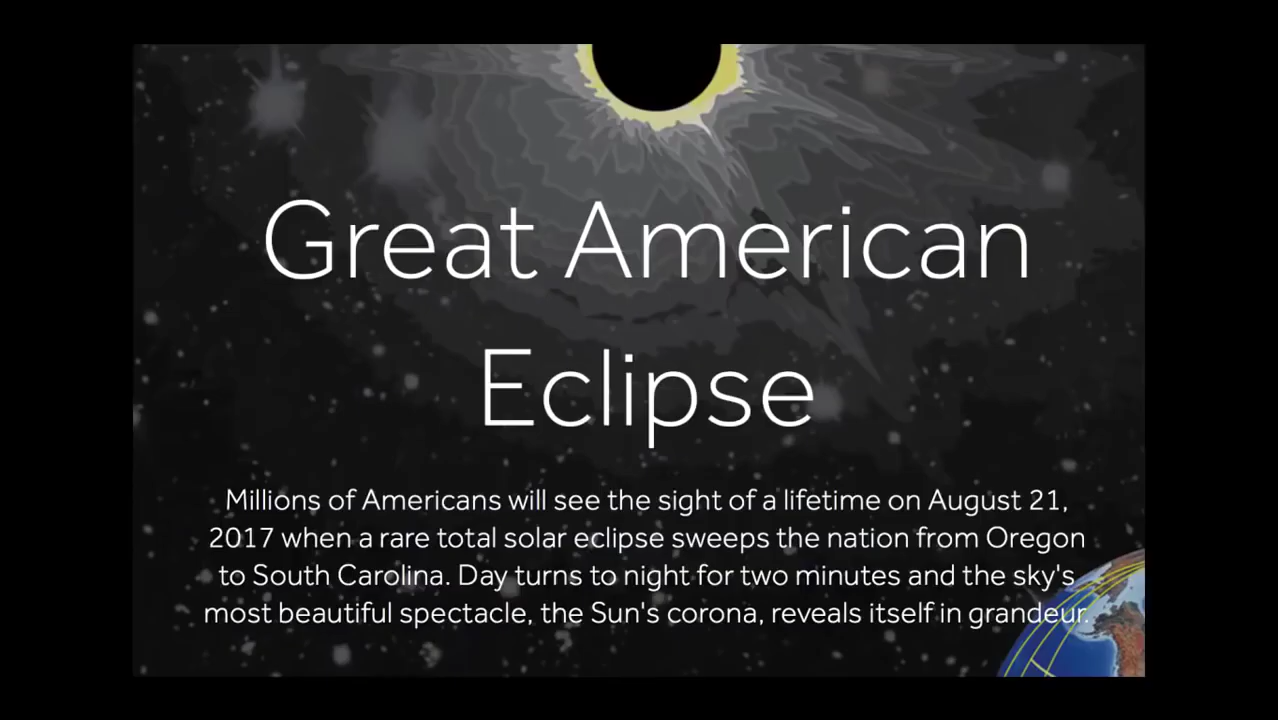 Great American
Eclipse
Millions of Americans will see the sight of a lifetime on August 21,
2017 when a rare total solar eclipse sweeps the nation from Oregon
to South Carolina. Day turns to night for two minutes and the sky's
most beautiful spectacle, the Sun's corona, reveals itself in grandeur.